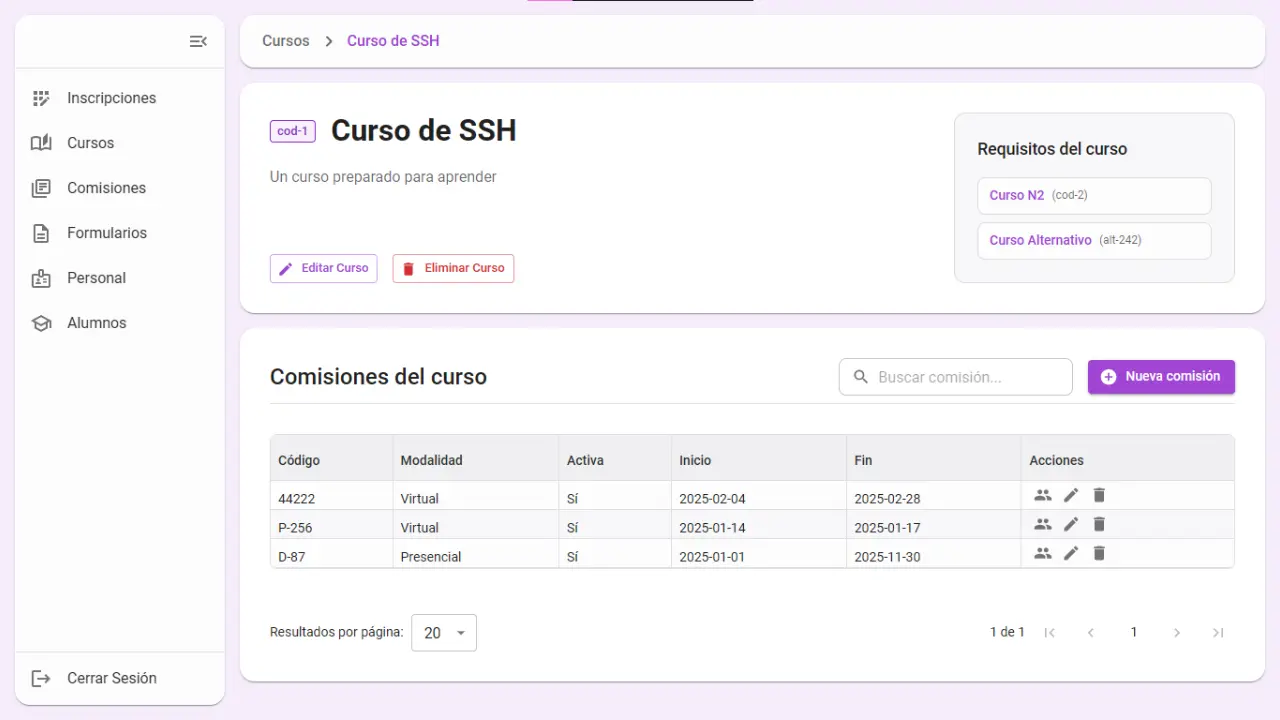 Cursos > Curso de SSH
Inscripciones
Cursos
Comisiones
Formularios
Personal
Alumnos
Cerrar Sesión
cod-1 Curso de SSH
Un curso preparado para aprender
Editar Curso Eliminar Curso
Requisitos del curso
Curso N2 (cod-2)
Curso Alternativo (alt-242)
Comisiones del curso Buscar comisión... Nueva comisión
Código Modalidad Activa Inicio Fin Acciones
44222 Virtual Sí 2025-02-04 2025-02-28
P-256 Virtual Sí 2025-01-14 2025-01-17
D-87 Presencial Sí 2025-01-01 2025-11-30
Resultados por página: 20 1 de 1 1